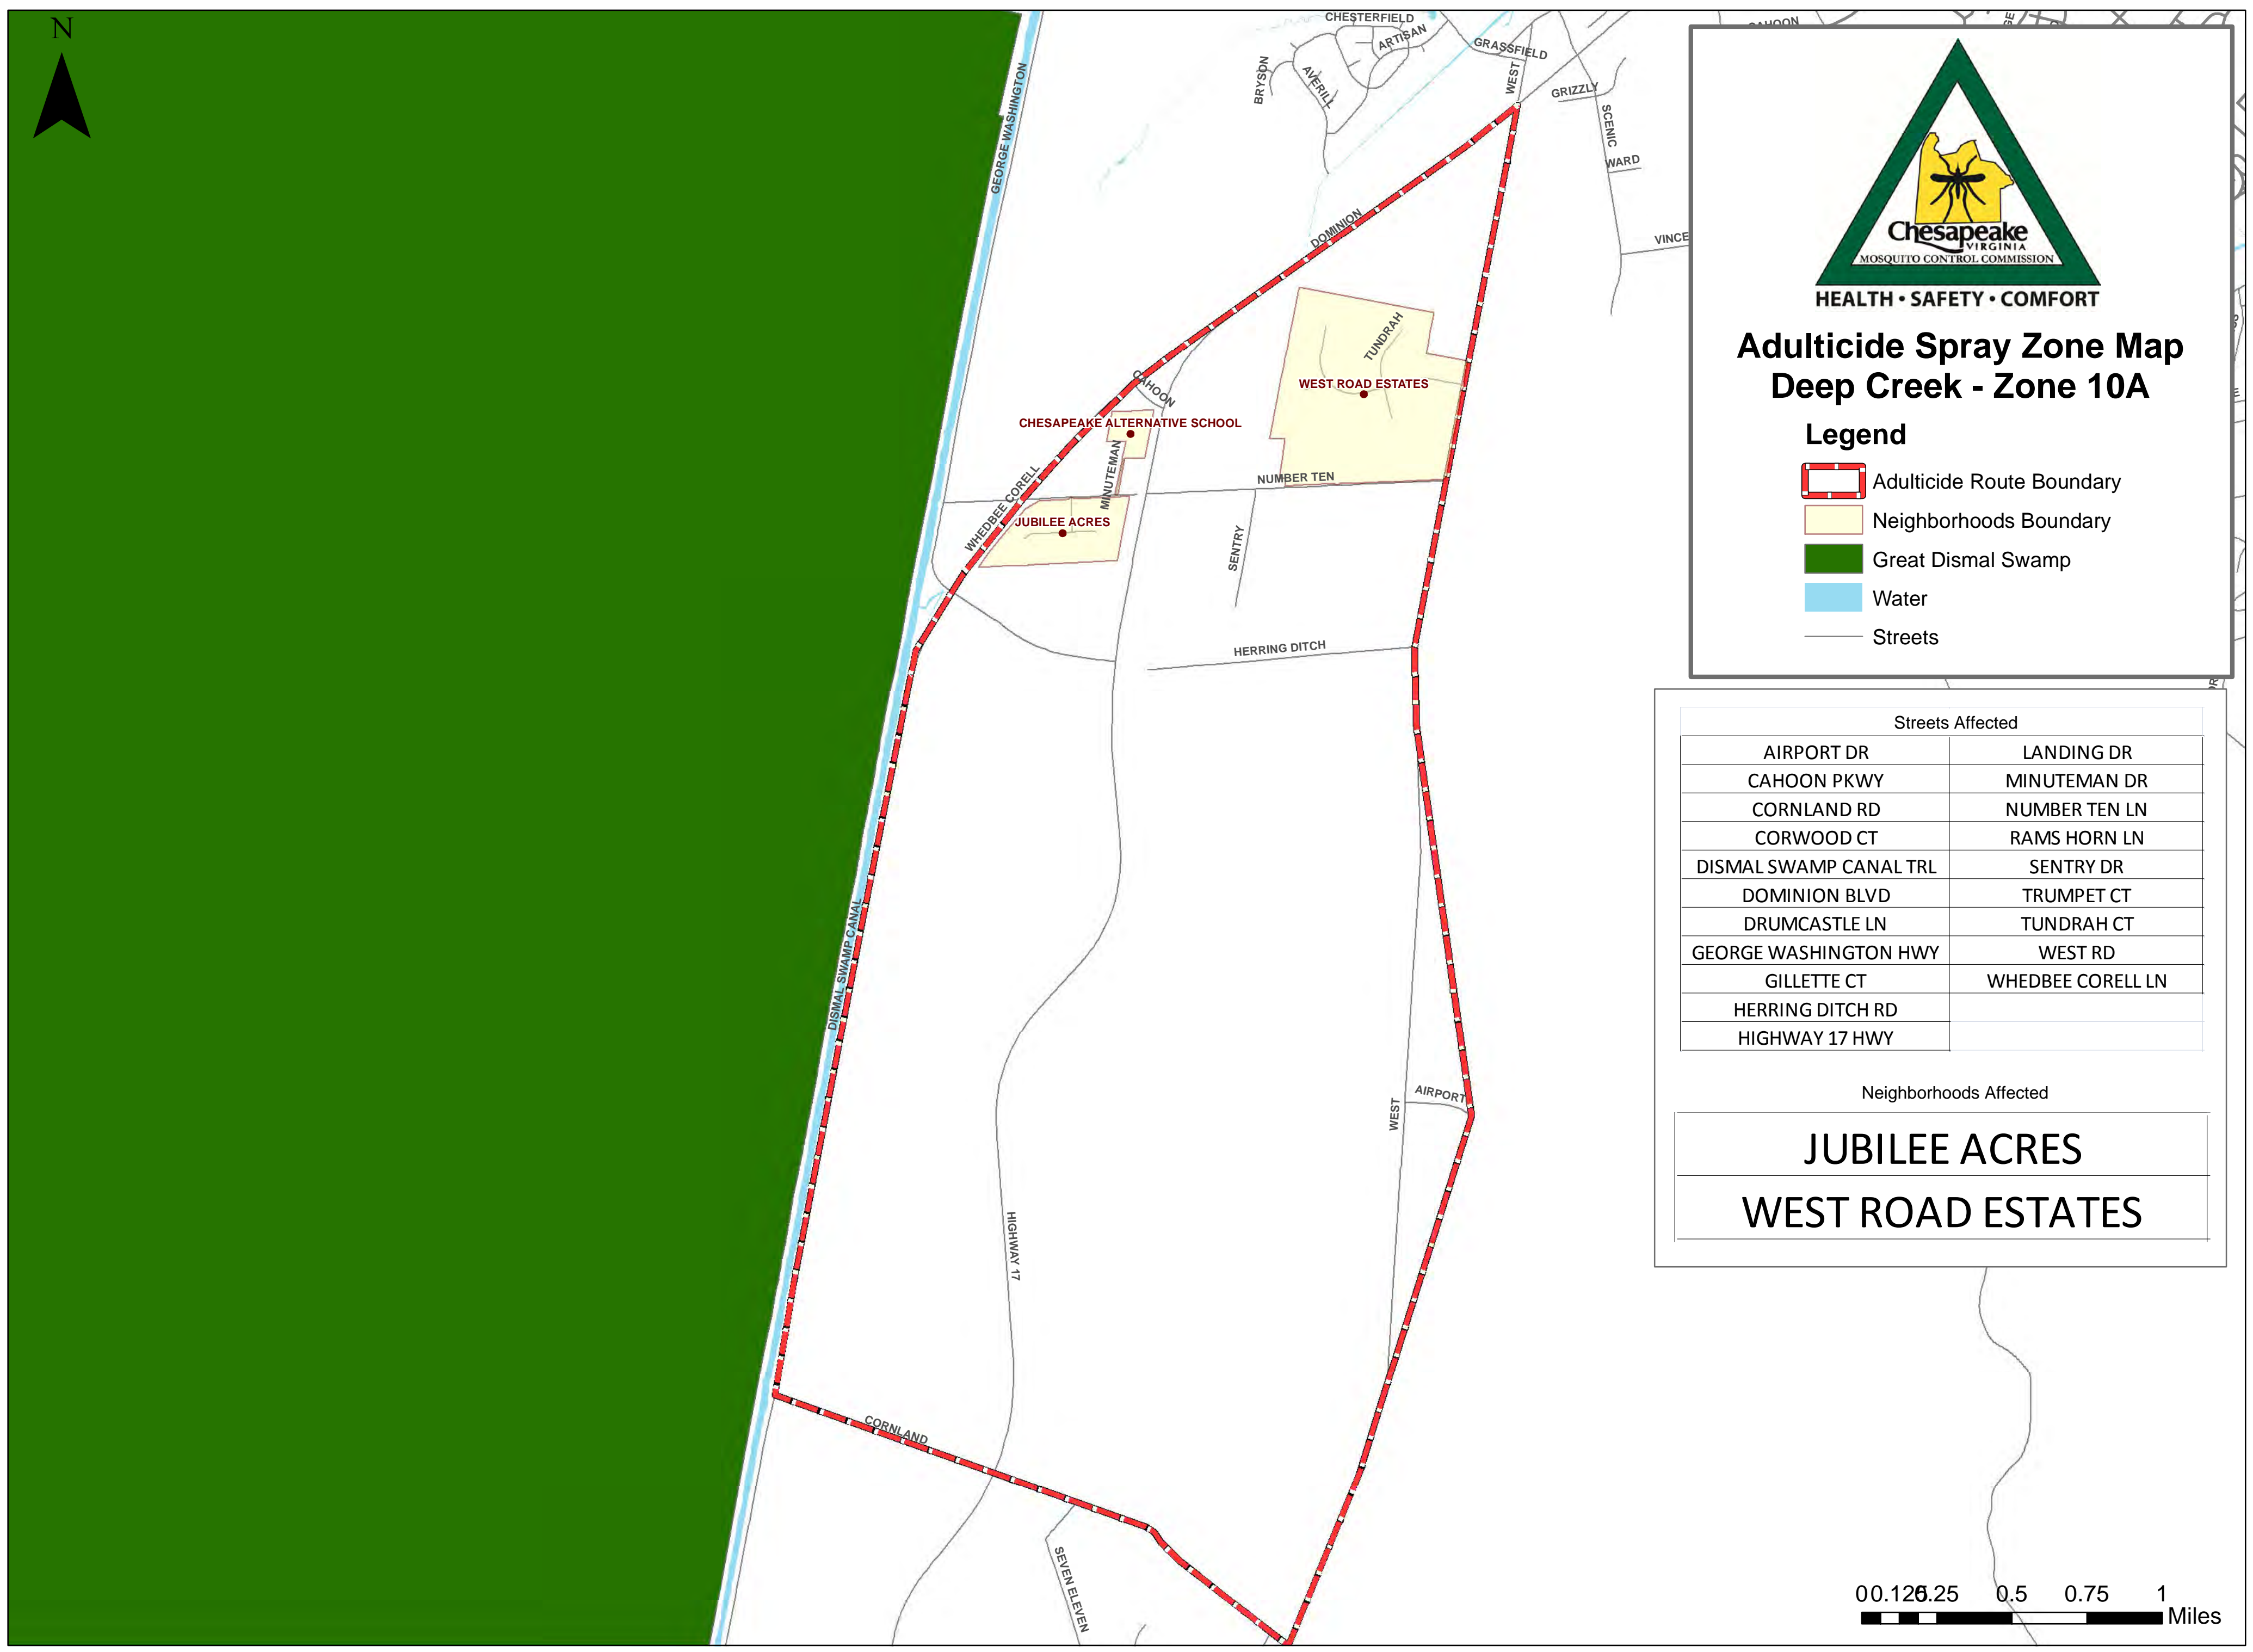 N
CHESTERFIELD
ARTISAN
GRASSFIELD
BRYSON
AVERILL
WEST
GRIZZLY
SCENIC
WARD
VINCE
GEORGE WASHINGTON
DOMINION
TUNDRAH
CAHOON
WEST ROAD ESTATES
CHESAPEAKE ALTERNATIVE SCHOOL
MINUTEMAN
WHEDBEE CORELL
NUMBER TEN
JUBILEE ACRES
SENTRY
HERRING DITCH
DISMAL SWAMP CANAL
AIRPORT
WEST
HIGHWAY 17
CORNLAND
SEVEN ELEVEN
Chesapeake
VIRGINIA
MOSQUITO CONTROL COMMISSION
HEALTH • SAFETY • COMFORT
Adulticide Spray Zone Map
Deep Creek - Zone 10A
Legend
Adulticide Route Boundary
Neighborhoods Boundary
Great Dismal Swamp
Water
Streets
Streets Affected
AIRPORT DR LANDING DR
CAHOON PKWY MINUTEMAN DR
CORNLAND RD NUMBER TEN LN
CORWOOD CT RAMS HORN LN
DISMAL SWAMP CANAL TRL SENTRY DR
DOMINION BLVD TRUMPET CT
DRUMCASTLE LN TUNDRAH CT
GEORGE WASHINGTON HWY WEST RD
GILLETTE CT WHEDBEE CORELL LN
HERRING DITCH RD
HIGHWAY 17 HWY
Neighborhoods Affected
JUBILEE ACRES
WEST ROAD ESTATES
0 0.125 0.25 0.5 0.75 1
Miles